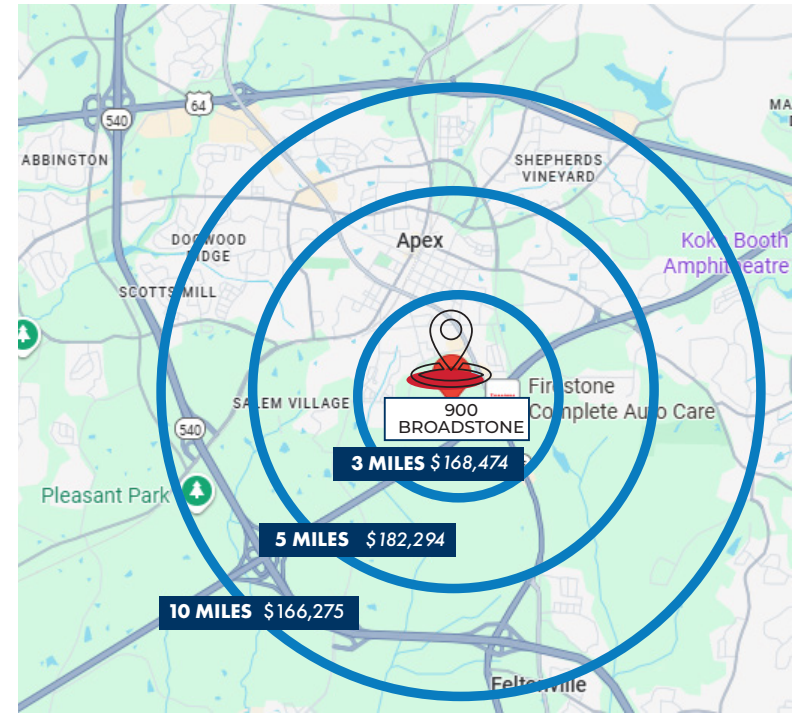 64
540
MA
ABBINGTON
SHEPHERDS
VINEYARD
DOGWOOD
RIDGE
Apex
Koka Booth
Amphitheatre
SCOTTS MILL
Firestone
Complete Auto Care
SALEM VILLAGE
900
BROADSTONE
540
3 MILES $168,474
Pleasant Park
5 MILES $182,294
10 MILES $166,275
Feltonville